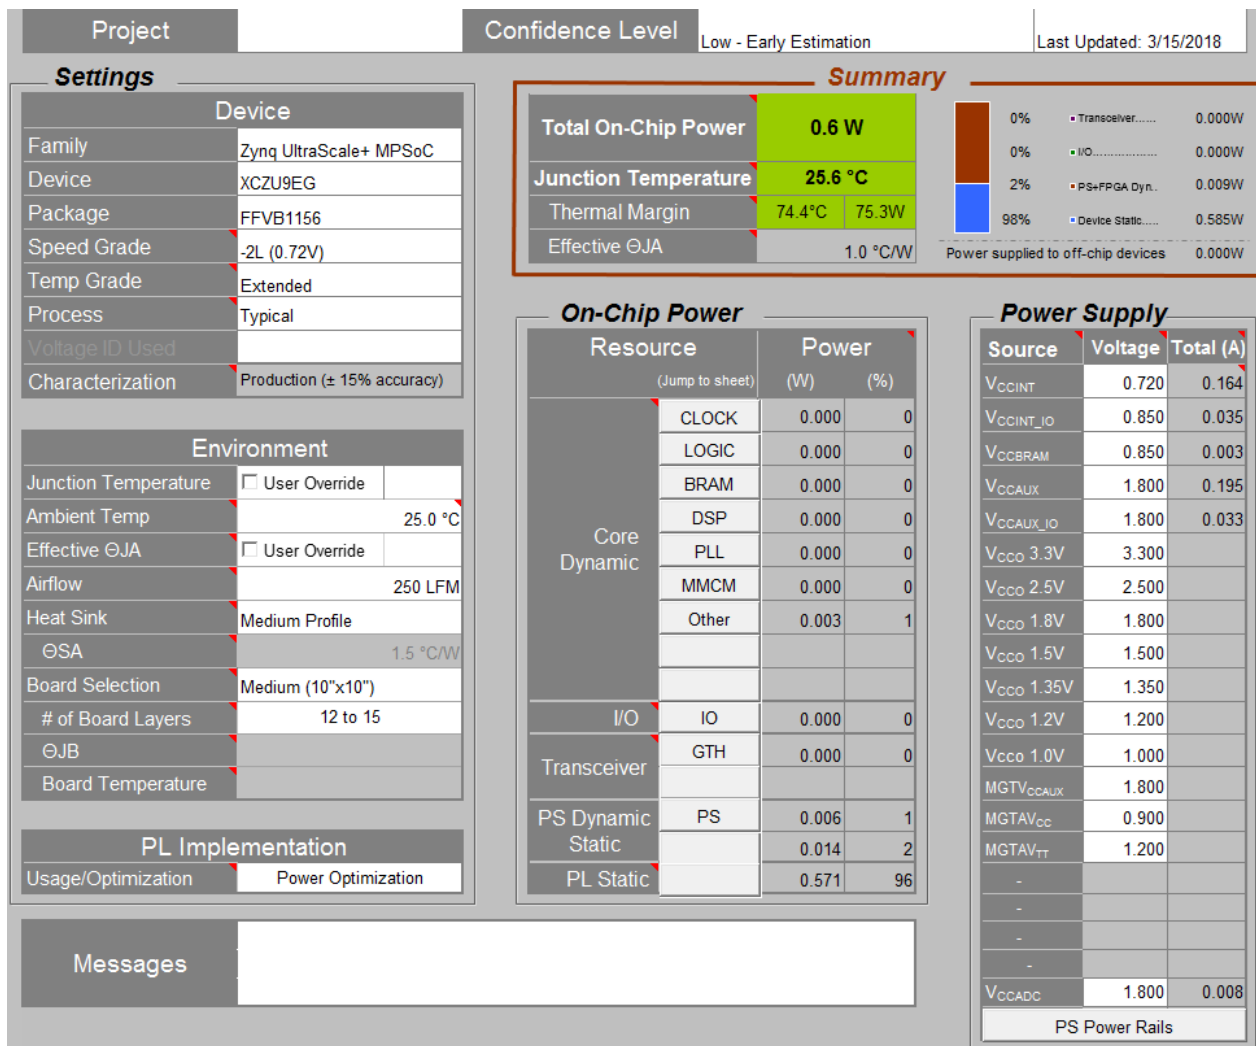 Project
Confidence Level Low - Early Estimation Last Updated: 3/15/2018
Settings
Device
Family Zynq UltraScale+ MPSoC
Device XCZU9EG
Package FFVB1156
Speed Grade -2L (0.72V)
Temp Grade Extended
Process Typical
Voltage ID Used
Characterization Production (± 15% accuracy)
Environment
Junction Temperature User Override
Ambient Temp 25.0 °C
Effective ΘJA User Override
Airflow 250 LFM
Heat Sink Medium Profile
ΘSA 1.5 °C/W
Board Selection Medium (10"x10")
# of Board Layers 12 to 15
ΘJB
Board Temperature
PL Implementation
Usage/Optimization Power Optimization
Messages
Summary
Total On-Chip Power 0.6 W
Junction Temperature 25.6 °C
Thermal Margin 74.4°C 75.3W
Effective ΘJA 1.0 °C/W
0% Transceiver...... 0.000W
0% I/O.................. 0.000W
2% PS+FPGA Dyn.. 0.009W
98% Device Static..... 0.585W
Power supplied to off-chip devices 0.000W
On-Chip Power
Resource Power
(Jump to sheet) (W) (%)
Core Dynamic
CLOCK 0.000 0
LOGIC 0.000 0
BRAM 0.000 0
DSP 0.000 0
PLL 0.000 0
MMCM 0.000 0
Other 0.003 1
I/O IO 0.000 0
Transceiver GTH 0.000 0
PS Dynamic PS 0.006 1
Static 0.014 2
PL Static 0.571 96
Power Supply
Source Voltage Total (A)
VCCINT 0.720 0.164
VCCINT_IO 0.850 0.035
VCCBRAM 0.850 0.003
VCCAUX 1.800 0.195
VCCAUX_IO 1.800 0.033
VCCO 3.3V 3.300
VCCO 2.5V 2.500
VCCO 1.8V 1.800
VCCO 1.5V 1.500
VCCO 1.35V 1.350
VCCO 1.2V 1.200
Vcco 1.0V 1.000
MGTVCCAUX 1.800
MGTAVCC 0.900
MGTAVTT 1.200
-
-
-
-
VCCADC 1.800 0.008
PS Power Rails